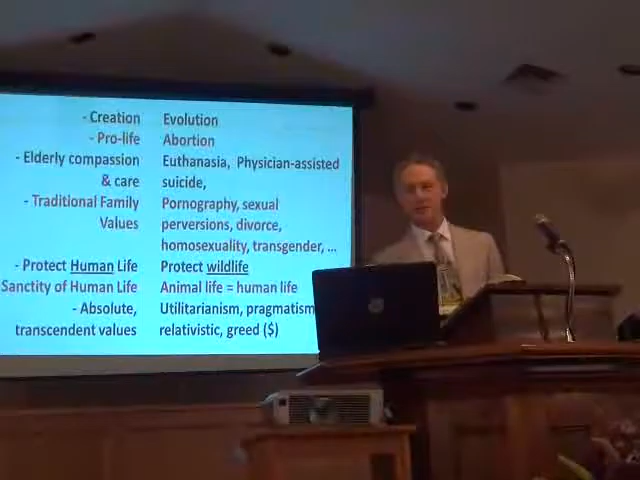 - Creation Evolution
- Pro-life Abortion
- Elderly compassion Euthanasia, Physician-assisted
& care suicide,
- Traditional Family Pornography, sexual
Values perversions, divorce,
homosexuality, transgender, ...
- Protect Human Life Protect wildlife
Sanctity of Human Life Animal life = human life
- Absolute, Utilitarianism, pragmatism
transcendent values relativistic, greed ($)